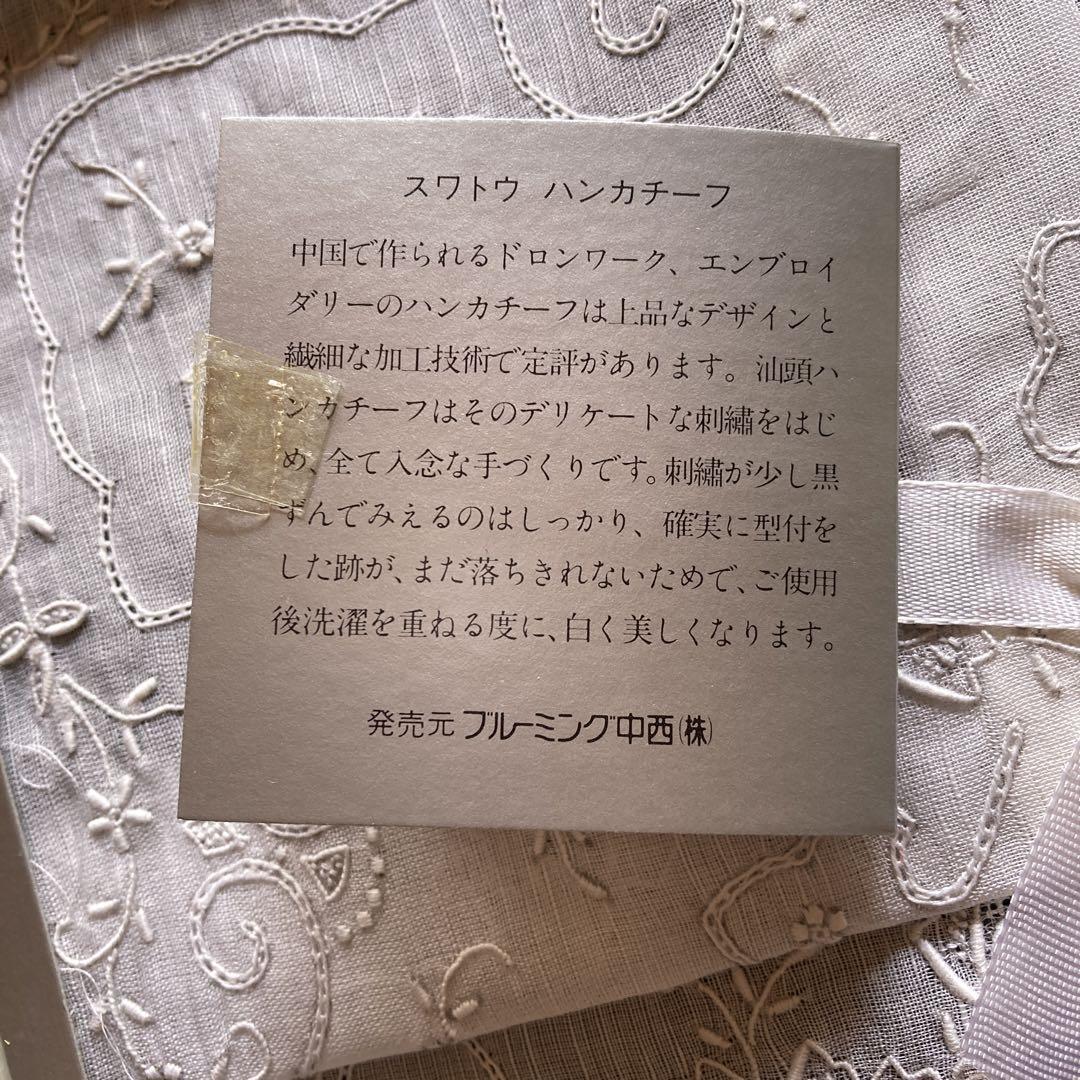 スワトウ ハンカチーフ
中国で作られるドロンワーク、エンブロイ
ダリーのハンカチーフは上品なデザインと
繊細な加工技術で定評があります。汕頭ハ
ンカチーフはそのデリケートな刺繡をはじ
め、全て入念な手づくりです。刺繡が少し黒
ずんでみえるのはしっかり、確実に型付を
した跡が、まだ落ちきれないためで、ご使用
後洗濯を重ねる度に、白く美しくなります。
発売元 ブルーミング中西(株)